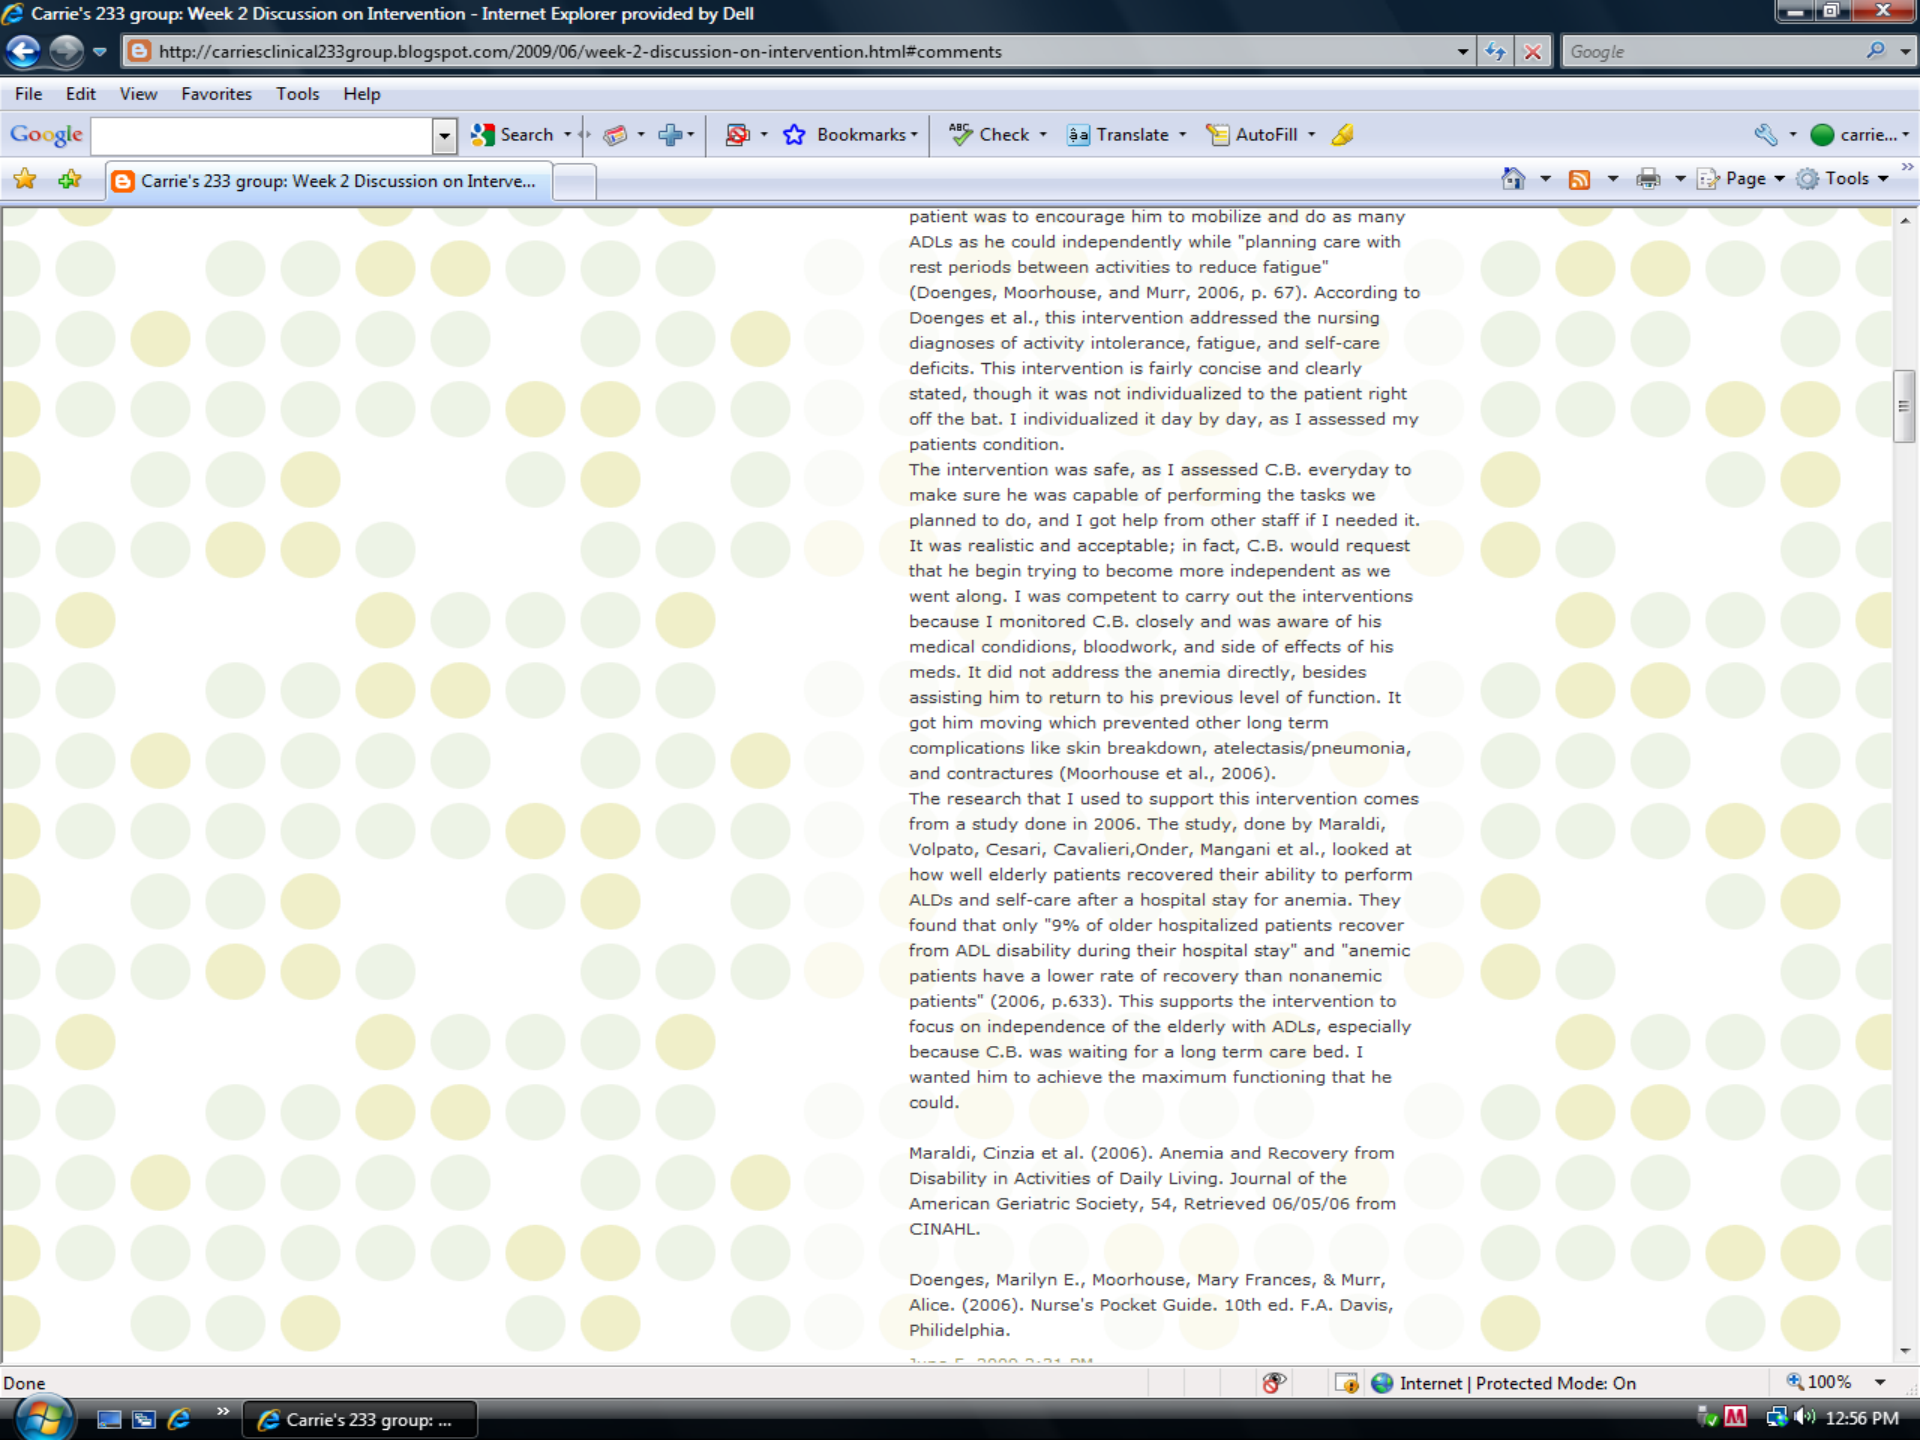 Carrie's 233 group: Week 2 Discussion on Intervention - Internet Explorer provided by Dell
http://carriesclinical233group.blogspot.com/2009/06/week-2-discussion-on-intervention.html#comments
Google
File Edit View Favorites Tools Help
Google Search Bookmarks ABC Check âa Translate AutoFill carrie...
Carrie's 233 group: Week 2 Discussion on Interve... Page Tools
patient was to encourage him to mobilize and do as many
ADLs as he could independently while "planning care with
rest periods between activities to reduce fatigue"
(Doenges, Moorhouse, and Murr, 2006, p. 67). According to
Doenges et al., this intervention addressed the nursing
diagnoses of activity intolerance, fatigue, and self-care
deficits. This intervention is fairly concise and clearly
stated, though it was not individualized to the patient right
off the bat. I individualized it day by day, as I assessed my
patients condition.
The intervention was safe, as I assessed C.B. everyday to
make sure he was capable of performing the tasks we
planned to do, and I got help from other staff if I needed it.
It was realistic and acceptable; in fact, C.B. would request
that he begin trying to become more independent as we
went along. I was competent to carry out the interventions
because I monitored C.B. closely and was aware of his
medical condidions, bloodwork, and side of effects of his
meds. It did not address the anemia directly, besides
assisting him to return to his previous level of function. It
got him moving which prevented other long term
complications like skin breakdown, atelectasis/pneumonia,
and contractures (Moorhouse et al., 2006).
The research that I used to support this intervention comes
from a study done in 2006. The study, done by Maraldi,
Volpato, Cesari, Cavalieri,Onder, Mangani et al., looked at
how well elderly patients recovered their ability to perform
ALDs and self-care after a hospital stay for anemia. They
found that only "9% of older hospitalized patients recover
from ADL disability during their hospital stay" and "anemic
patients have a lower rate of recovery than nonanemic
patients" (2006, p.633). This supports the intervention to
focus on independence of the elderly with ADLs, especially
because C.B. was waiting for a long term care bed. I
wanted him to achieve the maximum functioning that he
could.
Maraldi, Cinzia et al. (2006). Anemia and Recovery from
Disability in Activities of Daily Living. Journal of the
American Geriatric Society, 54, Retrieved 06/05/06 from
CINAHL.
Doenges, Marilyn E., Moorhouse, Mary Frances, & Murr,
Alice. (2006). Nurse's Pocket Guide. 10th ed. F.A. Davis,
Philidelphia.
June 5, 2009 2:21 PM
Done Internet | Protected Mode: On 100%
Carrie's 233 group: ... 12:56 PM